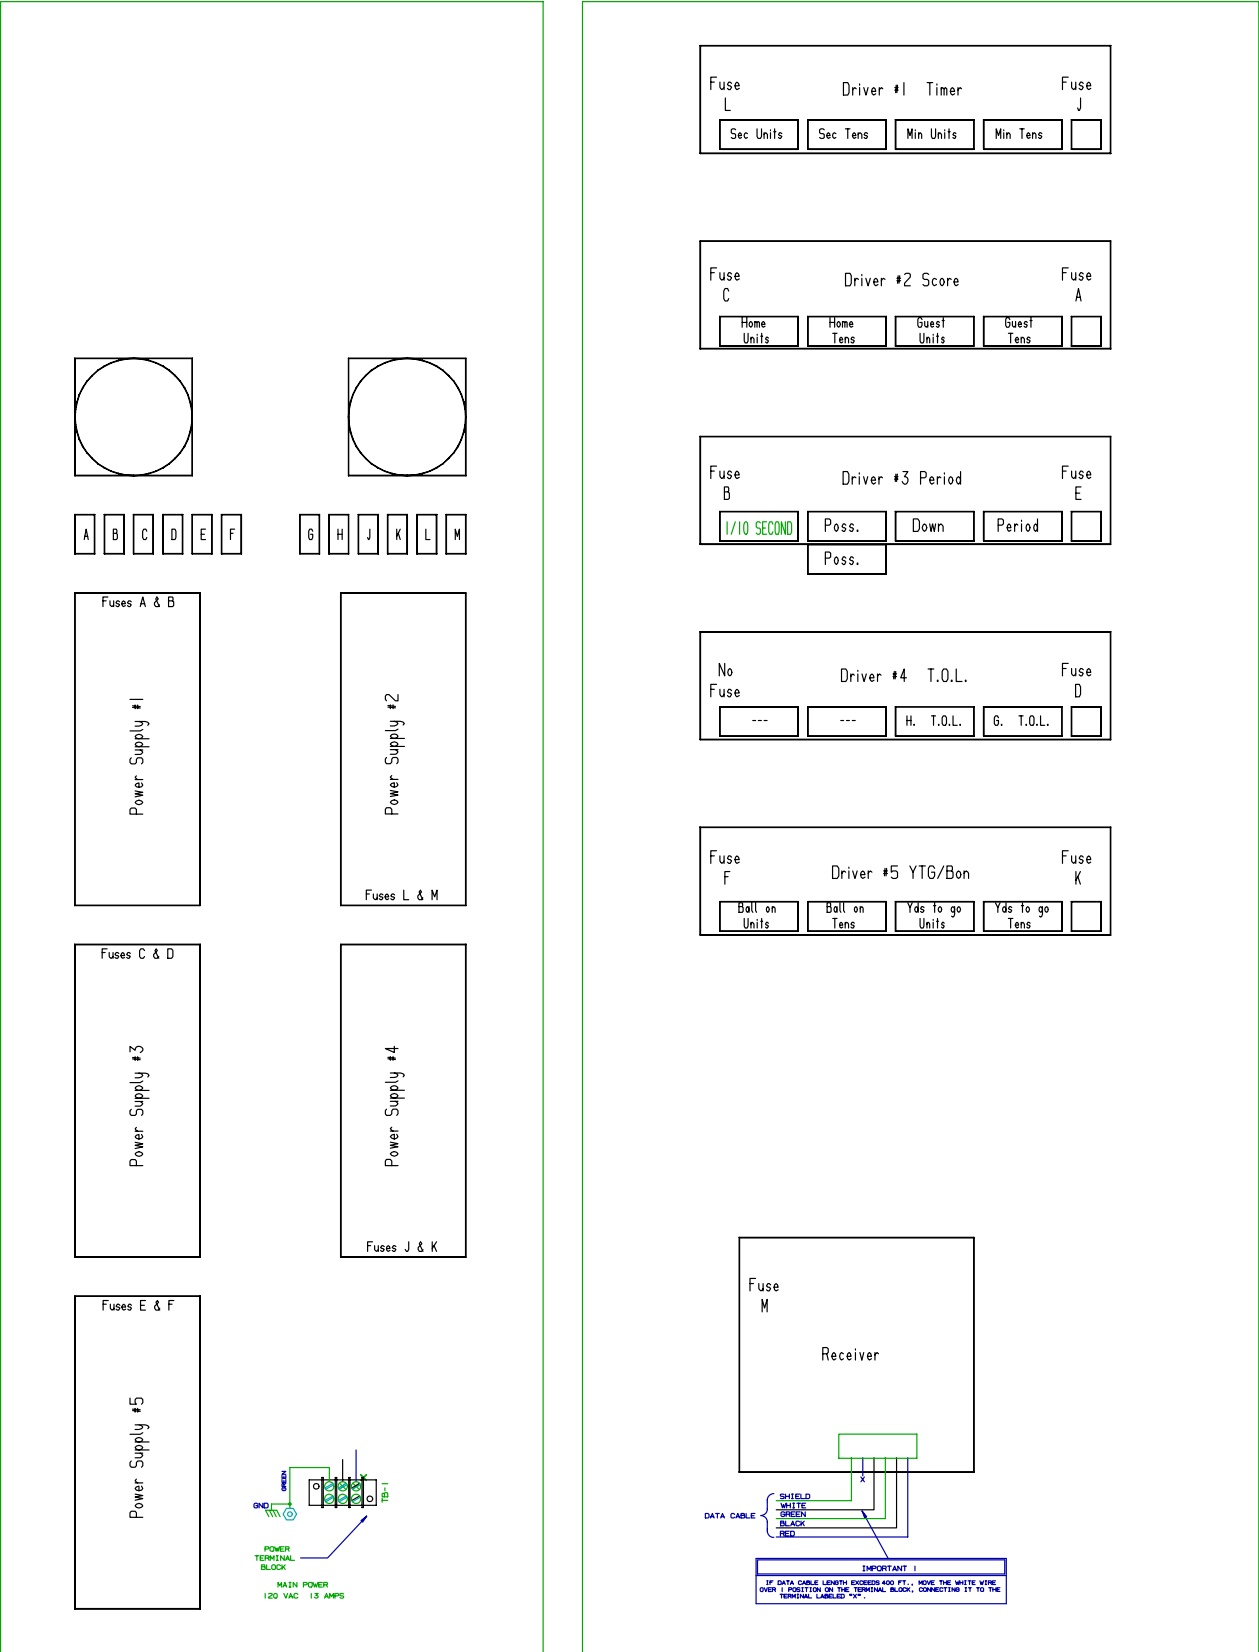 A B C D E F
G H J K L M
Fuses A & B
Power Supply #1
Power Supply #2
Fuses L & M
Fuses C & D
Power Supply #3
Power Supply #4
Fuses J & K
Fuses E & F
Power Supply #5
GREEN
GND
TB-1
X
POWER
TERMINAL
BLOCK
MAIN POWER
120 VAC 13 AMPS
Fuse
L
Driver #1 Timer
Fuse
J
Sec Units
Sec Tens
Min Units
Min Tens
Fuse
C
Driver #2 Score
Fuse
A
Home
Units
Home
Tens
Guest
Units
Guest
Tens
Fuse
B
Driver #3 Period
Fuse
E
1/10 SECOND
Poss.
Down
Period
Poss.
No
Fuse
Driver #4 T.O.L.
Fuse
D
---
---
H. T.O.L.
G. T.O.L.
Fuse
F
Driver #5 YTG/Bon
Fuse
K
Ball on
Units
Ball on
Tens
Yds to go
Units
Yds to go
Tens
Fuse
M
Receiver
X
DATA CABLE
SHIELD
WHITE
GREEN
BLACK
RED
IMPORTANT !
IF DATA CABLE LENGTH EXCEEDS 400 FT., MOVE THE WHITE WIRE
OVER 1 POSITION ON THE TERMINAL BLOCK, CONNECTING IT TO THE
TERMINAL LABELED "X".